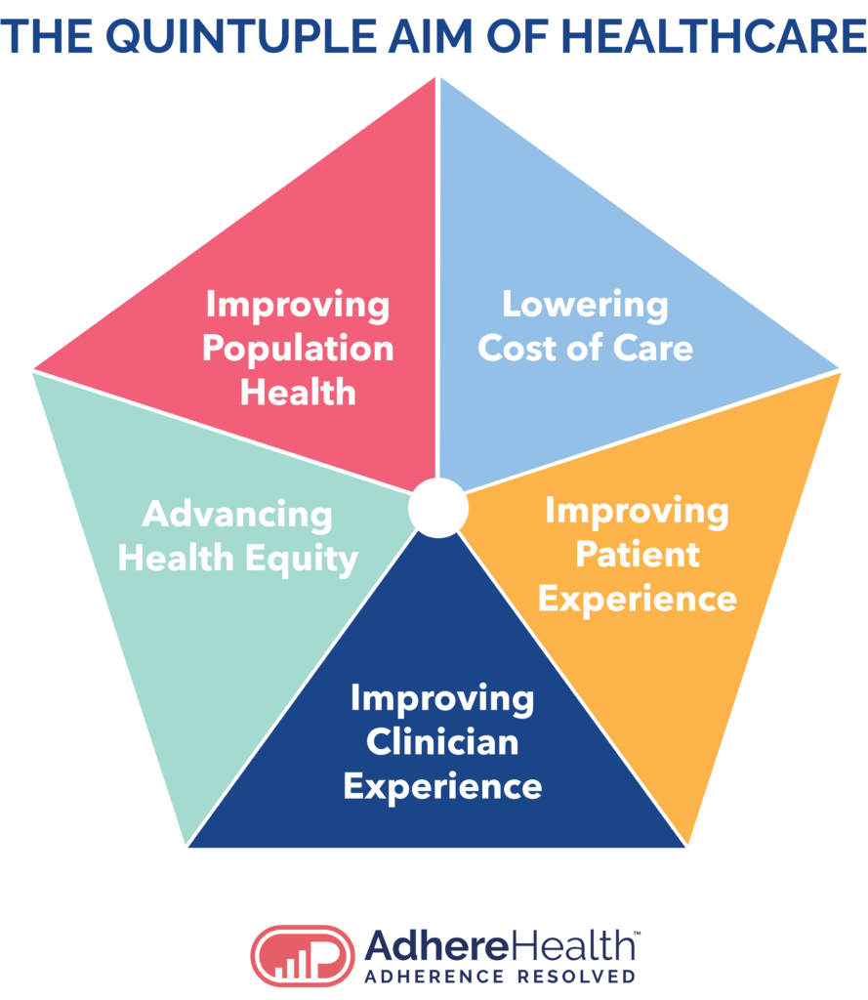 THE QUINTUPLE AIM OF HEALTHCARE
Improving
Population
Health
Lowering
Cost of Care
Advancing
Health Equity
Improving
Patient
Experience
Improving
Clinician
Experience
AdhereHealth™
ADHERENCE RESOLVED